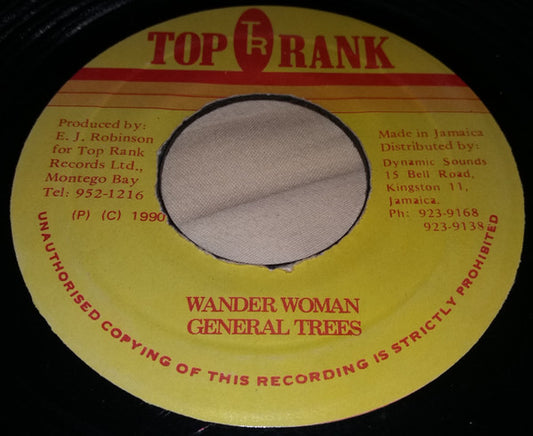 TOP TR RANK
Produced by:
E. J. Robinson
for Top Rank
Records Ltd.,
Montego Bay
Tel: 952-1216
(P) (C) 1990
Made in Jamaica
Distributed by:
Dynamic Sounds
15 Bell Road,
Kingston 11,
Jamaica.
Ph: 923-9168
923-9138
WANDER WOMAN
GENERAL TREES
UNAUTHORISED COPYING OF THIS RECORDING IS STRICTLY PROHIBITED